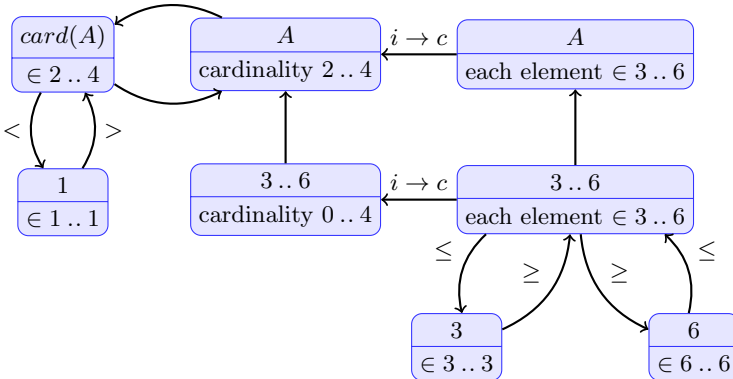 card(A)
∈ 2 .. 4
A
cardinality 2 .. 4
i → c
A
each element ∈ 3 .. 6
< >
1
∈ 1 .. 1
3 .. 6
cardinality 0 .. 4
i → c
3 .. 6
each element ∈ 3 .. 6
≤ ≥ ≥ ≤
3
∈ 3 .. 3
6
∈ 6 .. 6